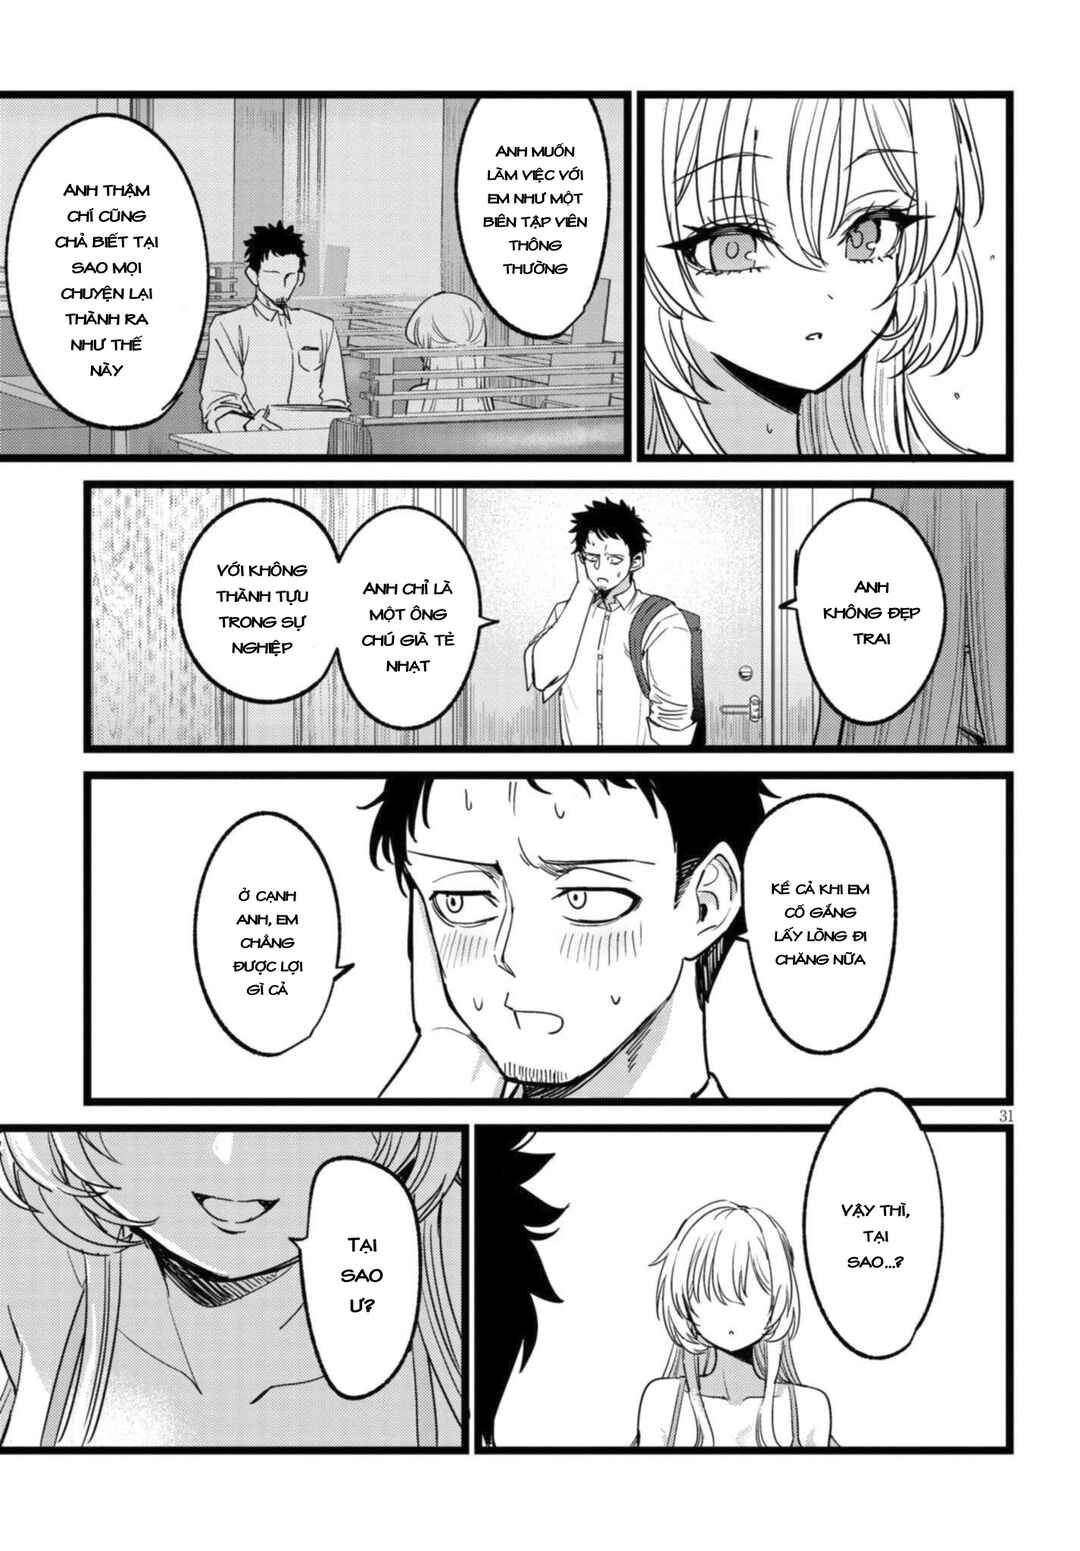 ANH MUỐN
LÀM VIỆC VỚI
EM NHƯ MỘT
BIÊN TẬP VIÊN
THÔNG
THƯỜNG
ANH THẬM
CHÍ CŨNG
CHẢ BIẾT TẠI
SAO MỌI
CHUYỆN LẠI
THÀNH RA
NHƯ THẾ
NÀY
ANH
KHÔNG ĐẸP
TRAI
ANH CHỈ LÀ
MỘT ÔNG
CHÚ GIÀ TẺ
NHẠT
VỚI KHÔNG
THÀNH TỰU
TRONG SỰ
NGHIỆP
KỂ CẢ KHI EM
CỐ GẮNG
LẤY LÒNG ĐI
CHĂNG NỮA
Ở CẠNH
ANH, EM
CHẲNG
ĐƯỢC LỢI
GÌ CẢ
31
VẬY THÌ,
TẠI
SAO...?
TẠI
SAO
Ư?